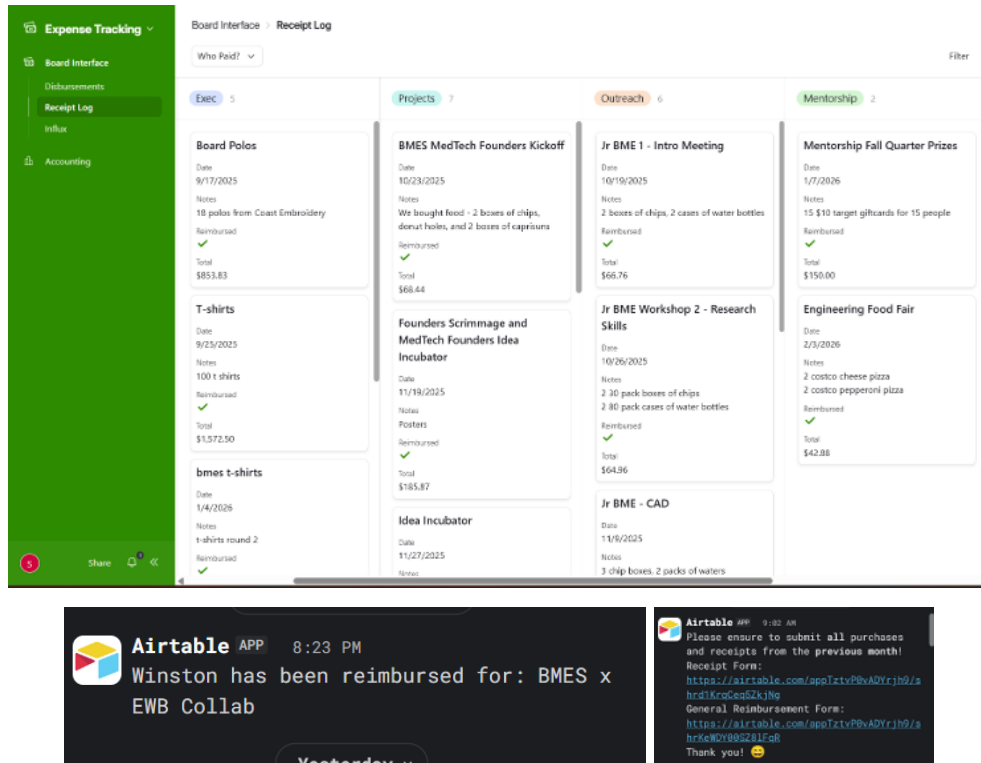 Expense Tracking
Board Interface
Disbursements
Receipt Log
Influx
Accounting
S
Share
Board Interface > Receipt Log
Who Paid?
Filter
Exec 5
Board Polos
Date
9/17/2025
Notes
18 polos from Coast Embroidery
Reimbursed
Total
$853.83
T-shirts
Date
9/25/2025
Notes
100 t shirts
Reimbursed
Total
$1,572.50
bmes t-shirts
Date
1/4/2026
Notes
t-shirts round 2
Reimbursed
Projects 7
BMES MedTech Founders Kickoff
Date
10/23/2025
Notes
We bought food - 2 boxes of chips,
donut holes, and 2 boxes of caprisuns
Reimbursed
Total
$68.44
Founders Scrimmage and
MedTech Founders Idea
Incubator
Date
11/19/2025
Notes
Posters
Reimbursed
Total
$185.87
Idea Incubator
Date
11/27/2025
Notes
Outreach 6
Jr BME 1 - Intro Meeting
Date
10/19/2025
Notes
2 boxes of chips, 2 cases of water bottles
Reimbursed
Total
$66.76
Jr BME Workshop 2 - Research
Skills
Date
10/26/2025
Notes
2 30 pack boxes of chips
2 80 pack cases of water bottles
Reimbursed
Total
$64.96
Jr BME - CAD
Date
11/9/2025
Notes
3 chip boxes, 2 packs of waters
Mentorship 2
Mentorship Fall Quarter Prizes
Date
1/7/2026
Notes
15 $10 target giftcards for 15 people
Reimbursed
Total
$150.00
Engineering Food Fair
Date
2/3/2026
Notes
2 costco cheese pizza
2 costco pepperoni pizza
Reimbursed
Total
$42.88
Airtable APP 8:23 PM
Winston has been reimbursed for: BMES x
EWB Collab
Yesterday
Airtable APP 9:02 AM
Please ensure to submit all purchases
and receipts from the previous month!
Receipt Form:
General Reimbursement Form:
Thank you! 😄